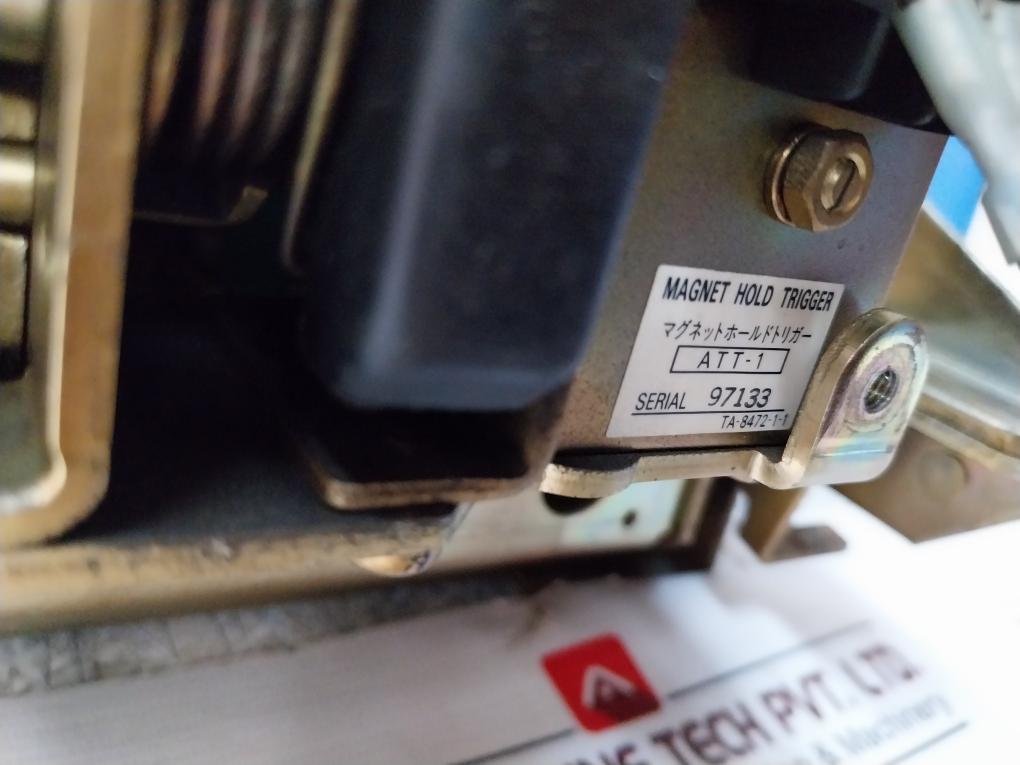 MAGNET HOLD TRIGGER
マグネットホールドトリガー
ATT-1
SERIAL 97133
TA-8472-1-1
TECH PVT. LTD.
& Machinery